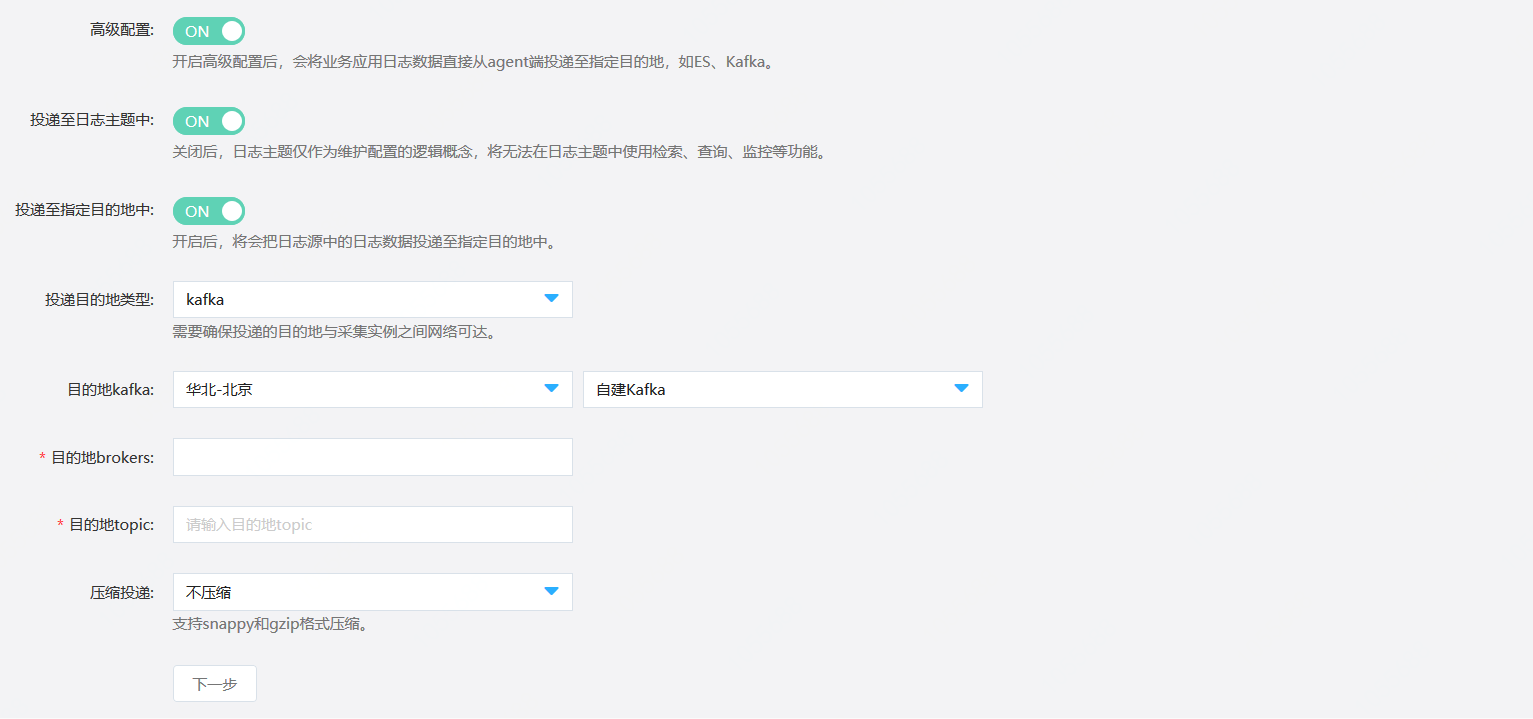 高级配置: ON
开启高级配置后，会将业务应用日志数据直接从agent端投递至指定目的地，如ES、Kafka。
投递至日志主题中: ON
关闭后，日志主题仅作为维护配置的逻辑概念，将无法在日志主题中使用检索、查询、监控等功能。
投递至指定目的地中: ON
开启后，将会把日志源中的日志数据投递至指定目的地中。
投递目的地类型: kafka
需要确保投递的目的地与采集实例之间网络可达。
目的地kafka: 华北-北京 自建Kafka
* 目的地brokers:
* 目的地topic: 请输入目的地topic
压缩投递: 不压缩
支持snappy和gzip格式压缩。
下一步